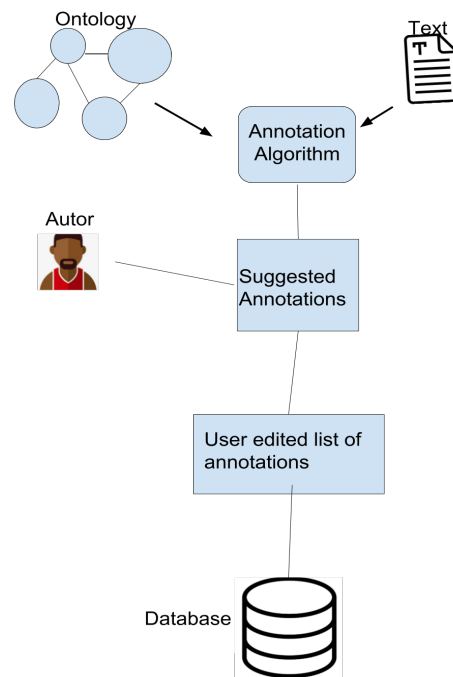 Ontology
Text
T
Annotation
Algorithm
Autor
Suggested
Annotations
User edited list of
annotations
Database